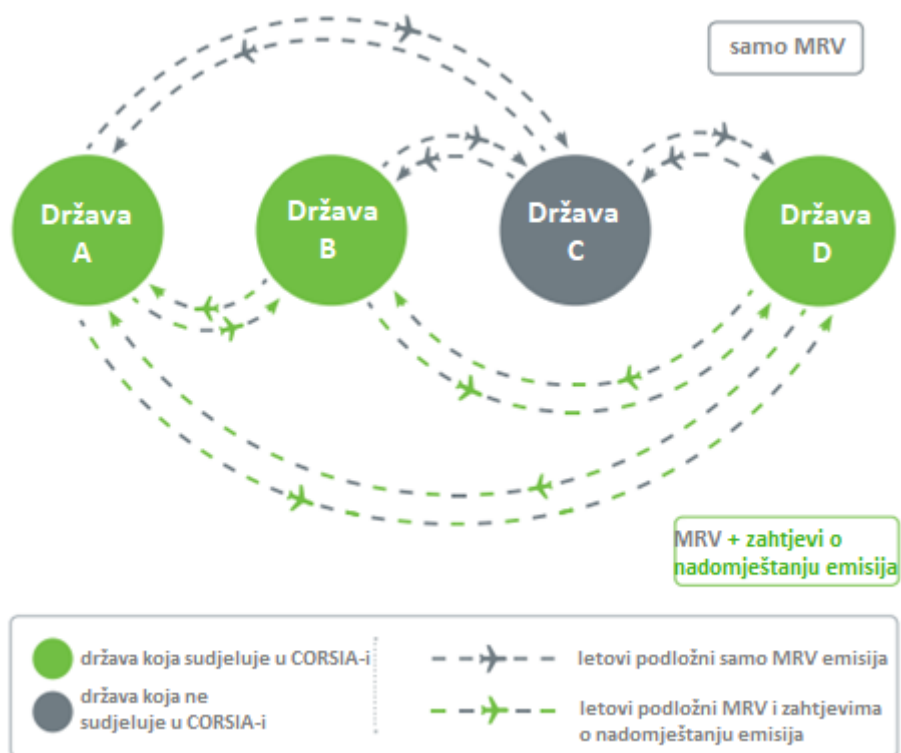 samo MRV
Država
A
Država
B
Država
C
Država
D
MRV + zahtjevi o
nadomještanju emisija
država koja sudjeluje u CORSIA-i
država koja ne
sudjeluje u CORSIA-i
letovi podložni samo MRV emisija
letovi podložni MRV i zahtjevima
o nadomještanju emisija